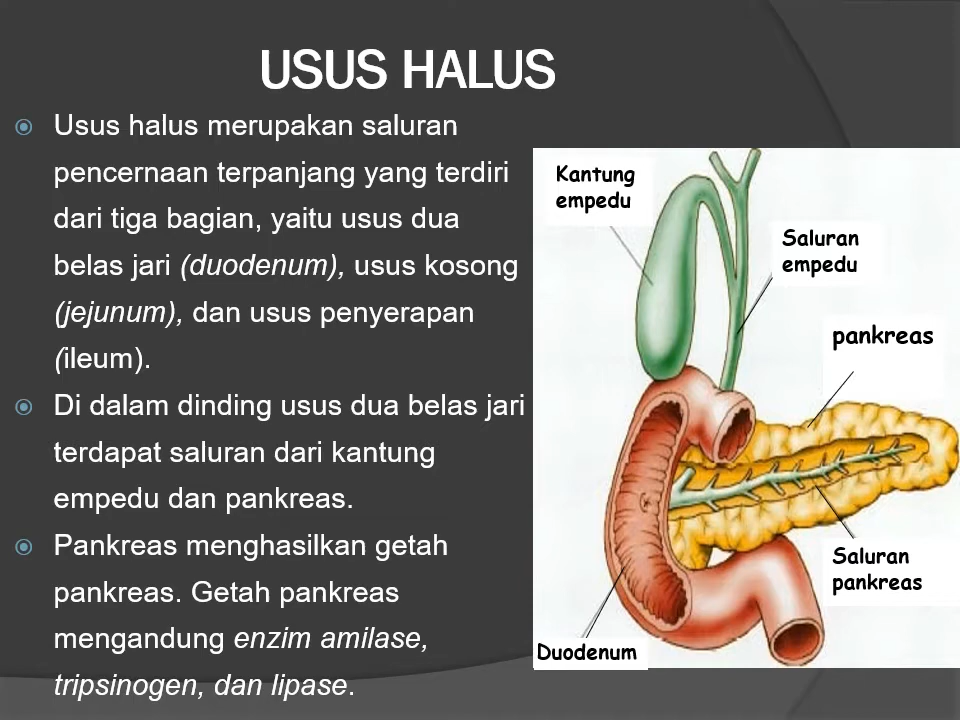 USUS HALUS
Usus halus merupakan saluran
pencernaan terpanjang yang terdiri
dari tiga bagian, yaitu usus dua
belas jari (duodenum), usus kosong
(jejunum), dan usus penyerapan
(ileum).
Di dalam dinding usus dua belas jari
terdapat saluran dari kantung
empedu dan pankreas.
Pankreas menghasilkan getah
pankreas. Getah pankreas
mengandung enzim amilase,
tripsinogen, dan lipase.
Kantung
empedu
Saluran
empedu
pankreas
Saluran
pankreas
Duodenum